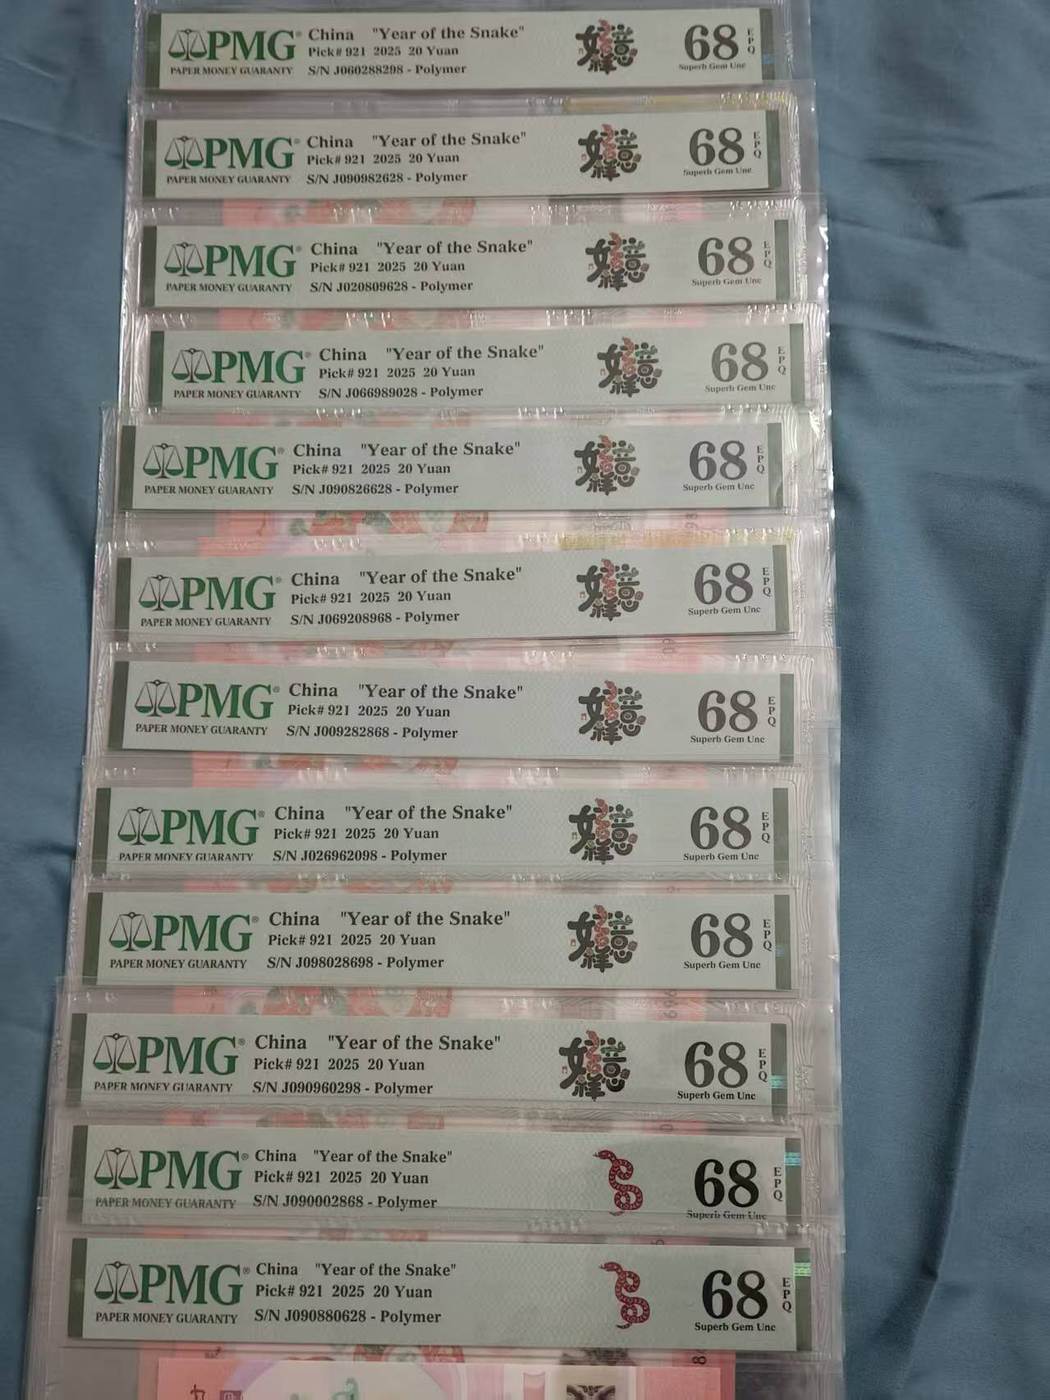 PMG® China "Year of the Snake" 68 EPQ
PAPER MONEY GUARANTY Pick# 921 2025 20 Yuan Superb Gem Unc
S/N J060288298 - Polymer
PMG® China "Year of the Snake" 68 EPQ
PAPER MONEY GUARANTY Pick# 921 2025 20 Yuan Superb Gem Unc
S/N J090982628 - Polymer
PMG® China "Year of the Snake" 68 EPQ
PAPER MONEY GUARANTY Pick# 921 2025 20 Yuan Superb Gem Unc
S/N J020809628 - Polymer
PMG® China "Year of the Snake" 68 EPQ
PAPER MONEY GUARANTY Pick# 921 2025 20 Yuan Superb Gem Unc
S/N J066989028 - Polymer
PMG® China "Year of the Snake" 68 EPQ
PAPER MONEY GUARANTY Pick# 921 2025 20 Yuan Superb Gem Unc
S/N J090826628 - Polymer
PMG® China "Year of the Snake" 68 EPQ
PAPER MONEY GUARANTY Pick# 921 2025 20 Yuan Superb Gem Unc
S/N J069208968 - Polymer
PMG® China "Year of the Snake" 68 EPQ
PAPER MONEY GUARANTY Pick# 921 2025 20 Yuan Superb Gem Unc
S/N J009282868 - Polymer
PMG® China "Year of the Snake" 68 EPQ
PAPER MONEY GUARANTY Pick# 921 2025 20 Yuan Superb Gem Unc
S/N J026962098 - Polymer
PMG® China "Year of the Snake" 68 EPQ
PAPER MONEY GUARANTY Pick# 921 2025 20 Yuan Superb Gem Unc
S/N J098028698 - Polymer
PMG® China "Year of the Snake" 68 EPQ
PAPER MONEY GUARANTY Pick# 921 2025 20 Yuan Superb Gem Unc
S/N J090960298 - Polymer
PMG® China "Year of the Snake" 68 EPQ
PAPER MONEY GUARANTY Pick# 921 2025 20 Yuan Superb Gem Unc
S/N J090002868 - Polymer
PMG® China "Year of the Snake" 68 EPQ
PAPER MONEY GUARANTY Pick# 921 2025 20 Yuan Superb Gem Unc
S/N J090880628 - Polymer